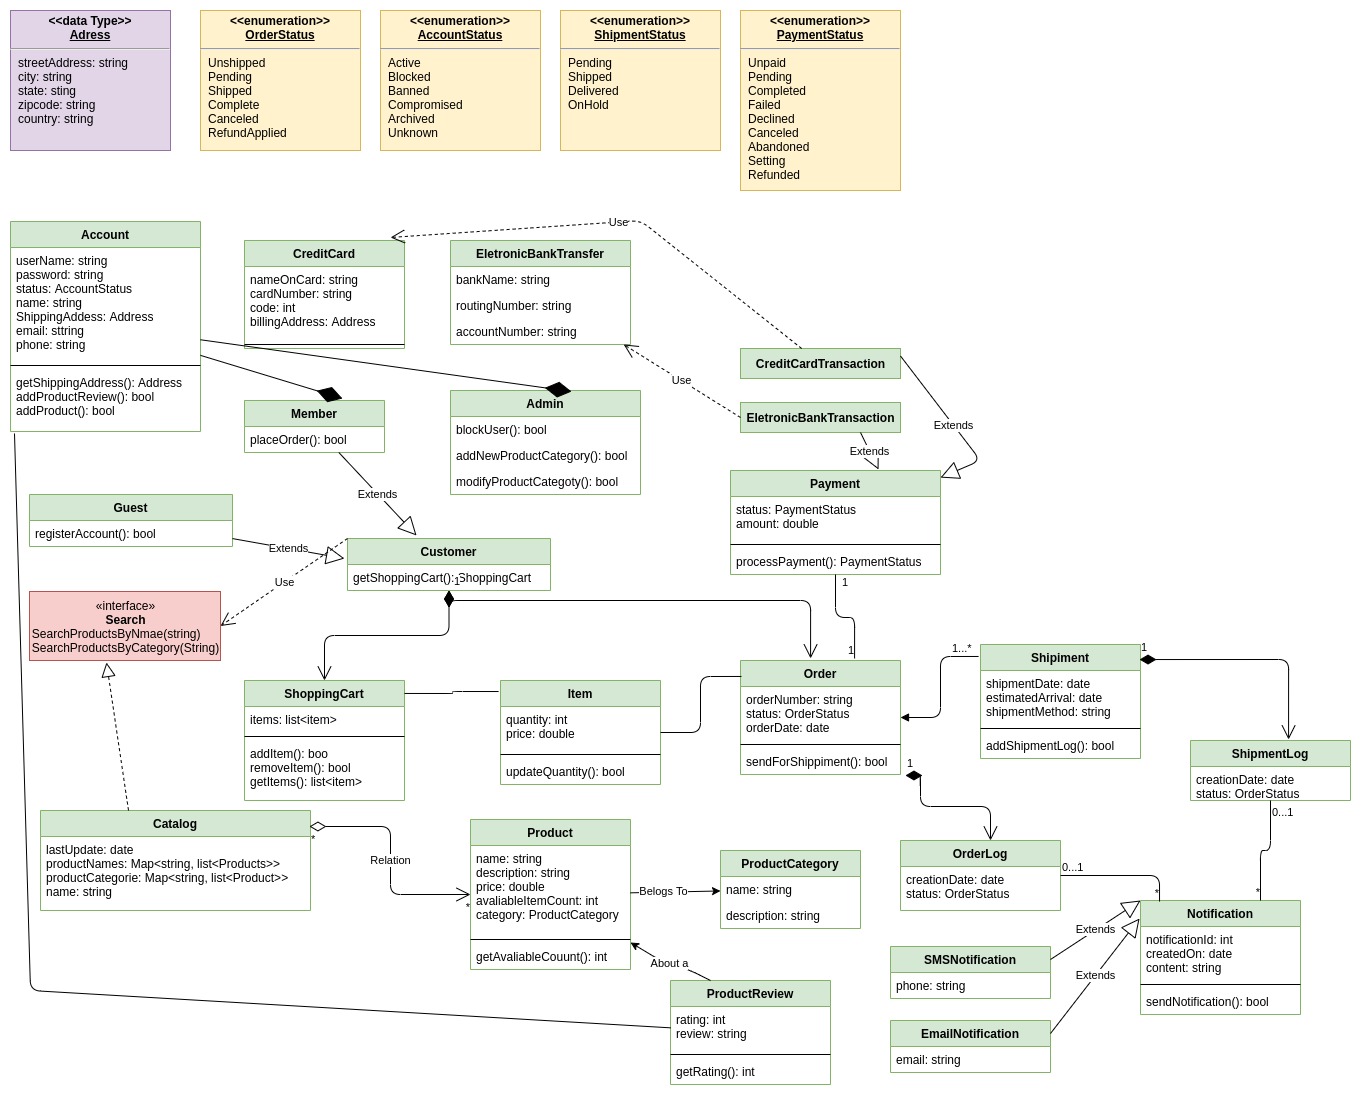 <<data Type>>
Adress
streetAddress: string
city: string
state: sting
zipcode: string
country: string
<<enumeration>>
OrderStatus
Unshipped
Pending
Shipped
Complete
Canceled
RefundApplied
<<enumeration>>
AccountStatus
Active
Blocked
Banned
Compromised
Archived
Unknown
<<enumeration>>
ShipmentStatus
Pending
Shipped
Delivered
OnHold
<<enumeration>>
PaymentStatus
Unpaid
Pending
Completed
Failed
Declined
Canceled
Abandoned
Setting
Refunded
Account
userName: string
password: string
status: AccountStatus
name: string
ShippingAddess: Address
email: sttring
phone: string
getShippingAddress(): Address
addProductReview(): bool
addProduct(): bool
CreditCard
nameOnCard: string
cardNumber: string
code: int
billingAddress: Address
EletronicBankTransfer
bankName: string
routingNumber: string
accountNumber: string
Use
Use
CreditCardTransaction
EletronicBankTransaction
Extends
Extends
Member
placeOrder(): bool
Admin
blockUser(): bool
addNewProductCategory(): bool
modifyProductCategoty(): bool
Payment
status: PaymentStatus
amount: double
processPayment(): PaymentStatus
Extends
Guest
registerAccount(): bool
Extends
Use
Customer
getShoppingCart(): ShoppingCart
1
1
1
«interface»
Search
SearchProductsByNmae(string)
SearchProductsByCategory(String)
ShoppingCart
items: list<item>
addItem(): boo
removeItem(): bool
getItems(): list<item>
Item
quantity: int
price: double
updateQuantity(): bool
Order
orderNumber: string
status: OrderStatus
orderDate: date
sendForShippiment(): bool
1
1...*
Shipiment
shipmentDate: date
estimatedArrival: date
shipmentMethod: string
addShipmentLog(): bool
1
ShipmentLog
creationDate: date
status: OrderStatus
0...1
*
Catalog
lastUpdate: date
productNames: Map<string, list<Products>>
productCategorie: Map<string, list<Product>>
name: string
*
Relation
*
Product
name: string
description: string
price: double
avaliableItemCount: int
category: ProductCategory
getAvaliableCouunt(): int
Belogs To
ProductCategory
name: string
description: string
About a
ProductReview
rating: int
review: string
getRating(): int
OrderLog
creationDate: date
status: OrderStatus
0...1
*
Notification
notificationId: int
createdOn: date
content: string
sendNotification(): bool
Extends
Extends
SMSNotification
phone: string
EmailNotification
email: string